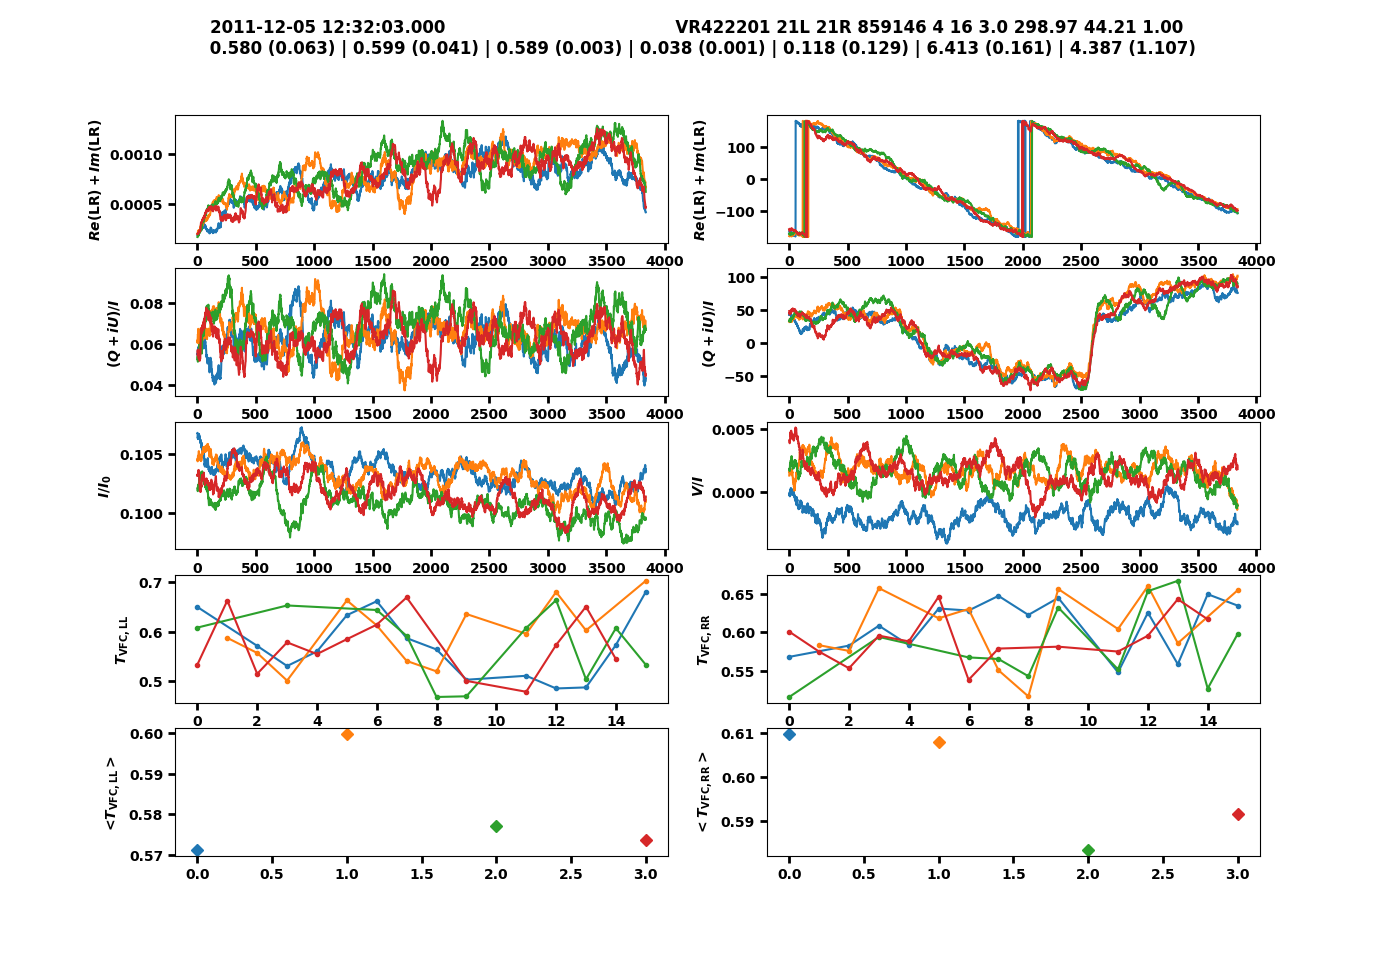 2011-12-05 12:32:03.000 VR422201 21L 21R 859146 4 16 3.0 298.97 44.21 1.00
0.580 (0.063) | 0.599 (0.041) | 0.589 (0.003) | 0.038 (0.001) | 0.118 (0.129) | 6.413 (0.161) | 4.387 (1.107)
Re(LR) + Im(LR)
0.0010
0.0005
0 500 1000 1500 2000 2500 3000 3500 4000
Re(LR) + Im(LR)
100
0
−100
0 500 1000 1500 2000 2500 3000 3500 4000
(Q + iU)/I
0.08
0.06
0.04
0 500 1000 1500 2000 2500 3000 3500 4000
(Q + iU)/I
100
50
0
−50
0 500 1000 1500 2000 2500 3000 3500 4000
I/I0
0.105
0.100
0 500 1000 1500 2000 2500 3000 3500 4000
V/I
0.005
0.000
0 500 1000 1500 2000 2500 3000 3500 4000
TVFC, LL
0.7
0.6
0.5
0 2 4 6 8 10 12 14
TVFC, RR
0.65
0.60
0.55
0 2 4 6 8 10 12 14
<TVFC, LL >
0.60
0.59
0.58
0.57
0.0 0.5 1.0 1.5 2.0 2.5 3.0
< TVFC, RR >
0.61
0.60
0.59
0.0 0.5 1.0 1.5 2.0 2.5 3.0